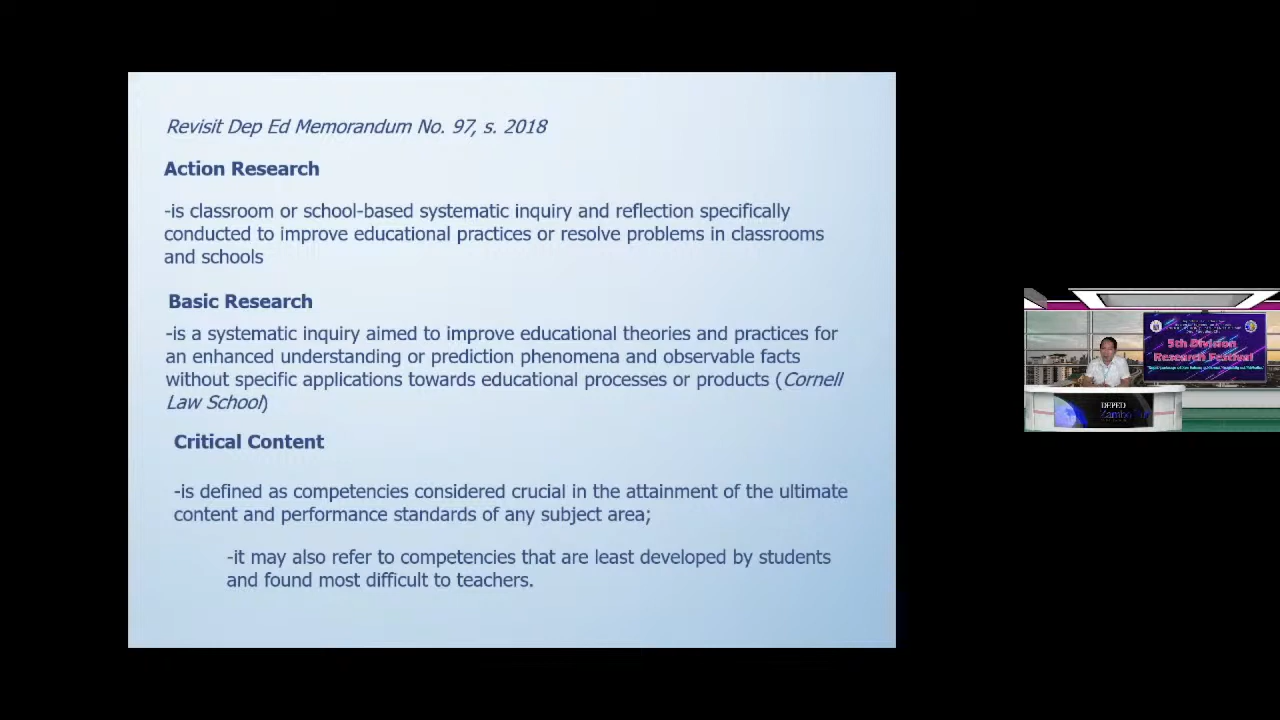 Revisit Dep Ed Memorandum No. 97, s. 2018
Action Research
-is classroom or school-based systematic inquiry and reflection specifically
conducted to improve educational practices or resolve problems in classrooms
and schools
Basic Research
-is a systematic inquiry aimed to improve educational theories and practices for
an enhanced understanding or prediction phenomena and observable facts
without specific applications towards educational processes or products (Cornell
Law School)
Critical Content
-is defined as competencies considered crucial in the attainment of the ultimate
content and performance standards of any subject area;
-it may also refer to competencies that are least developed by students
and found most difficult to teachers.
5th Division
Research Festival
DEPED